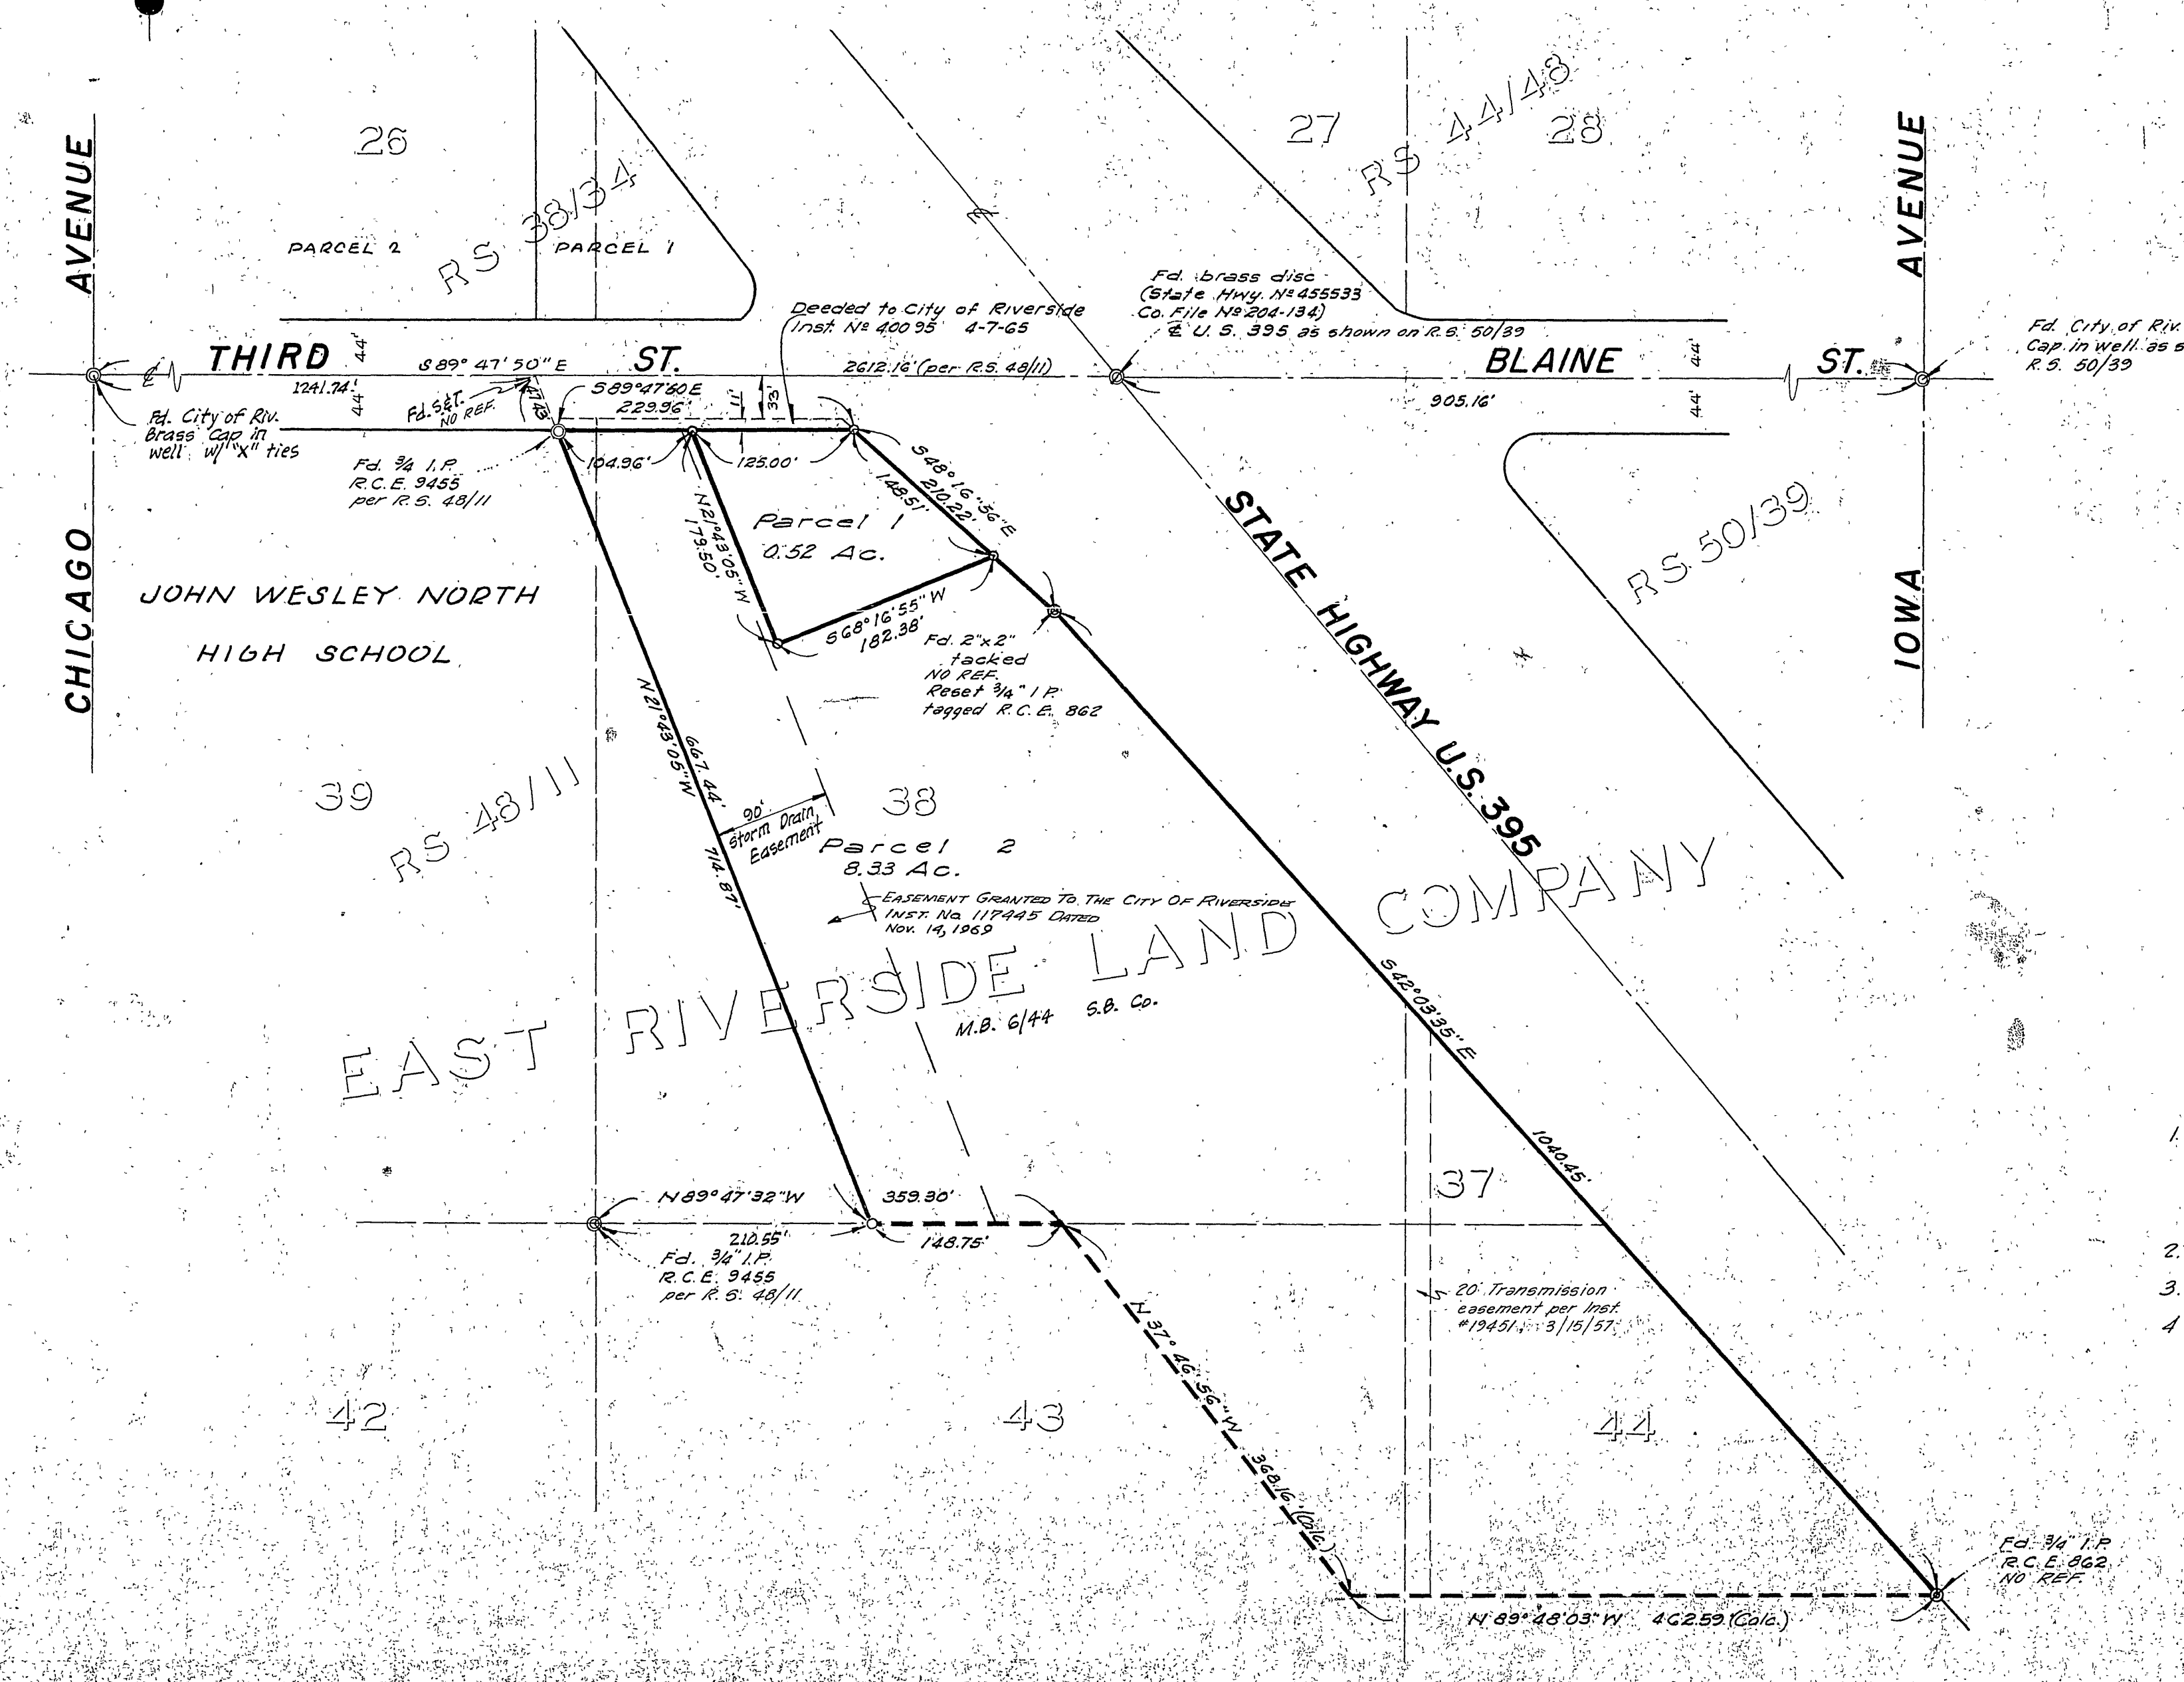 26
27
28
RS 44/48
RS 38/34
PARCEL 2
PARCEL 1
AVENUE
AVENUE
Deeded to City of Riverside
Inst. Nº 40095 4-7-65
Fd. brass disc
(State Hwy. Nº 455533
Co. File Nº 204-134)
℄ U.S. 395 as shown on R.S. 50/39
Fd. City of Riv.
Cap in well as s
R.S. 50/39
℄
THIRD
44'
S 89° 47' 50" E
ST.
2612.16' (per R.S. 48/11)
BLAINE
44'
ST.
1241.74'
44'
Fd. S&T.
NO REF.
S 89° 47' 50 E
229.96'
11'
33'
905.16'
44'
Fd. City of Riv.
Brass Cap in
well w/ "X" ties
Fd. 3/4 I.P.
R.C.E. 9455
per R.S. 48/11
104.96'
125.00'
S 48° 16' 56" E
210.22'
148.51'
N 21° 43' 05" W
179.50'
Parcel 1
0.52 Ac.
S 68° 16' 55" W
182.38'
STATE HIGHWAY U.S. 395
RS 50/39
CHICAGO
IOWA
JOHN WESLEY NORTH
HIGH SCHOOL
Fd. 2"x2"
tacked
NO REF.
Reset 3/4" I.P.
tagged R.C.E. 862
N 21° 43' 05" W
667.44'
714.87'
39
RS 48/11
90'
Storm Drain
Easement
38
Parcel 2
8.33 Ac.
EASEMENT GRANTED TO THE CITY OF RIVERSIDE
INST. No. 117445 DATED
Nov. 14, 1969
EAST RIVERSIDE LAND COMPANY
M.B. 6/44 S.B. Co.
S 42° 03' 35" E
1040.45'
1.
37
N 89° 47' 32" W
359.30'
210.55'
148.75'
Fd. 3/4" I.P.
R.C.E. 9455
per R.S. 48/11
2.
20' Transmission
easement per Inst.
#19451, 3/15/57
3.
4
N 37° 46' 56" W 368.16' (Calc.)
42
43
44
Fd. 3/4" I.P.
R.C.E. 862
NO REF.
N 89° 48' 03" W 462.59' (Calc.)